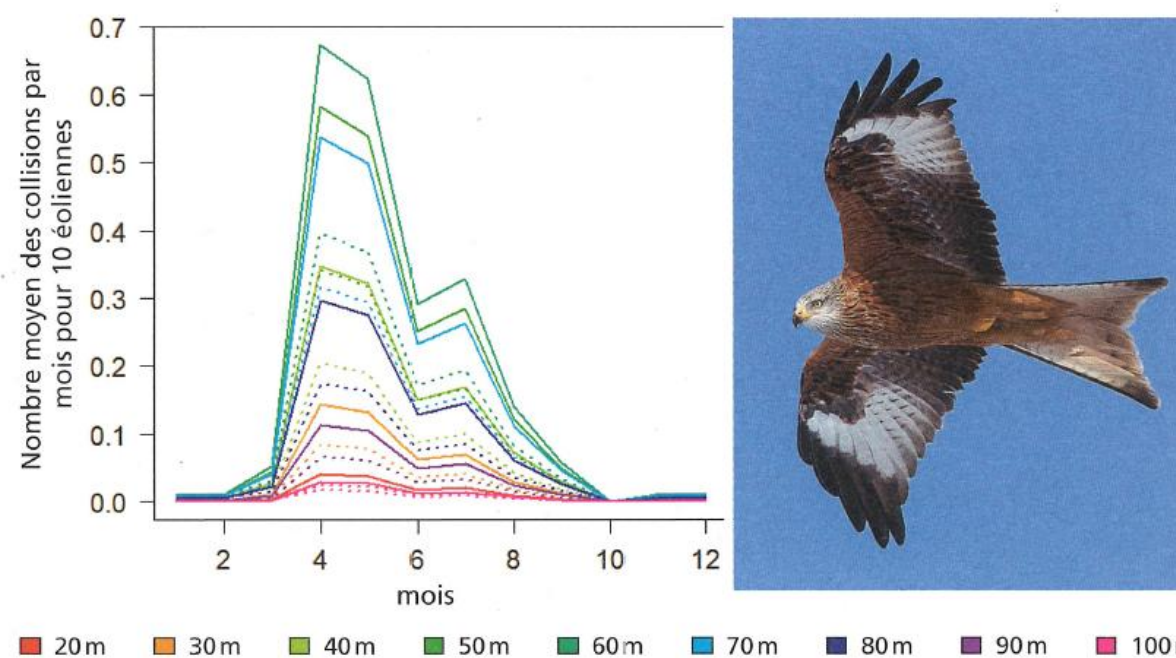 Nombre moyen des collisions par
mois pour 10 éoliennes
0.7
0.6
0.5
0.4
0.3
0.2
0.1
0.0
2 4 6 8 10 12
mois
20 m 30 m 40 m 50 m 60 m 70 m 80 m 90 m 100